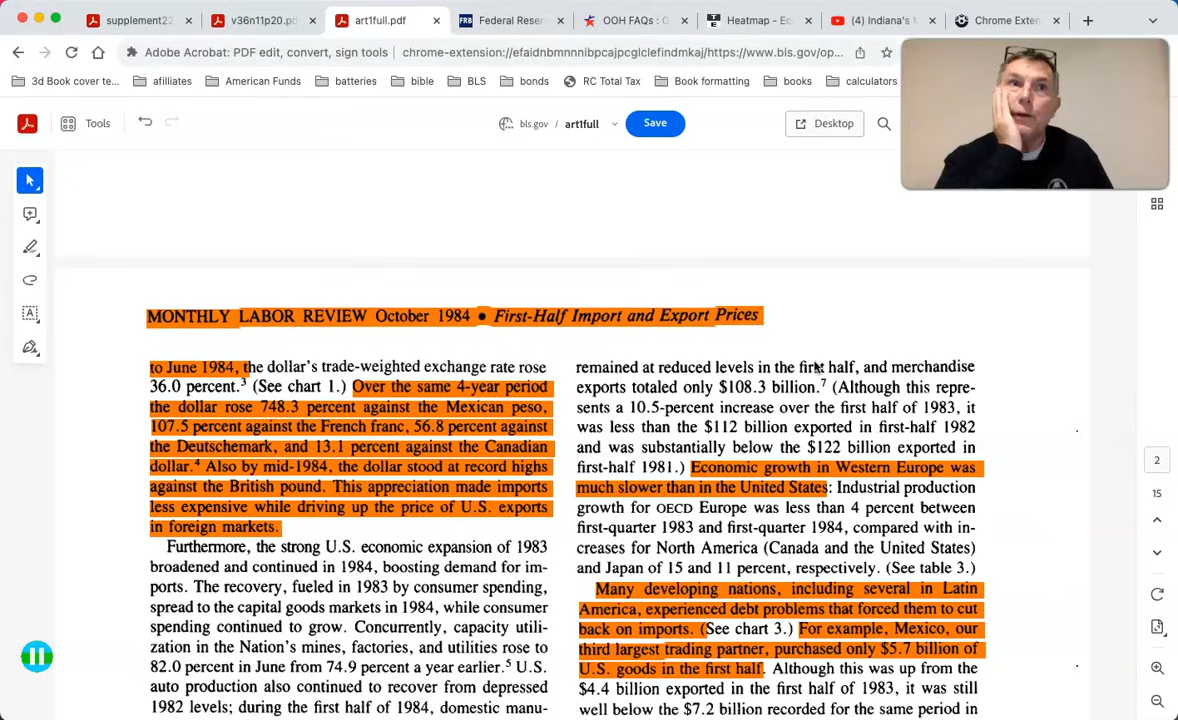 supplement22
v36n11p20.pd
art1full.pdf
FRB Federal Rese
OOH FAQs : O
TE Heatmap - Ec
(4) Indiana's N
Chrome Exten
Adobe Acrobat: PDF edit, convert, sign tools chrome-extension://efaidnbmnnnibpcajpcglclefindmkaj/https://www.bls.gov/op...
3d Book cover te... afilliates American Funds batteries bible BLS bonds RC Total Tax Book formatting books calculators
Tools bls.gov / art1full Save Desktop
MONTHLY LABOR REVIEW October 1984 • First-Half Import and Export Prices
to June 1984, the dollar's trade-weighted exchange rate rose
36.0 percent.³ (See chart 1.) Over the same 4-year period
the dollar rose 748.3 percent against the Mexican peso,
107.5 percent against the French franc, 56.8 percent against
the Deutschemark, and 13.1 percent against the Canadian
dollar.⁴ Also by mid-1984, the dollar stood at record highs
against the British pound. This appreciation made imports
less expensive while driving up the price of U.S. exports
in foreign markets.
Furthermore, the strong U.S. economic expansion of 1983
broadened and continued in 1984, boosting demand for im-
ports. The recovery, fueled in 1983 by consumer spending,
spread to the capital goods markets in 1984, while consumer
spending continued to grow. Concurrently, capacity utili-
zation in the Nation's mines, factories, and utilities rose to
82.0 percent in June from 74.9 percent a year earlier.⁵ U.S.
auto production also continued to recover from depressed
1982 levels; during the first half of 1984, domestic manu-
remained at reduced levels in the first half, and merchandise
exports totaled only $108.3 billion.⁷ (Although this repre-
sents a 10.5-percent increase over the first half of 1983, it
was less than the $112 billion exported in first-half 1982
and was substantially below the $122 billion exported in
first-half 1981.) Economic growth in Western Europe was
much slower than in the United States: Industrial production
growth for OECD Europe was less than 4 percent between
first-quarter 1983 and first-quarter 1984, compared with in-
creases for North America (Canada and the United States)
and Japan of 15 and 11 percent, respectively. (See table 3.)
Many developing nations, including several in Latin
America, experienced debt problems that forced them to cut
back on imports. (See chart 3.) For example, Mexico, our
third largest trading partner, purchased only $5.7 billion of
U.S. goods in the first half. Although this was up from the
$4.4 billion exported in the first half of 1983, it was still
well below the $7.2 billion recorded for the same period in
2
15